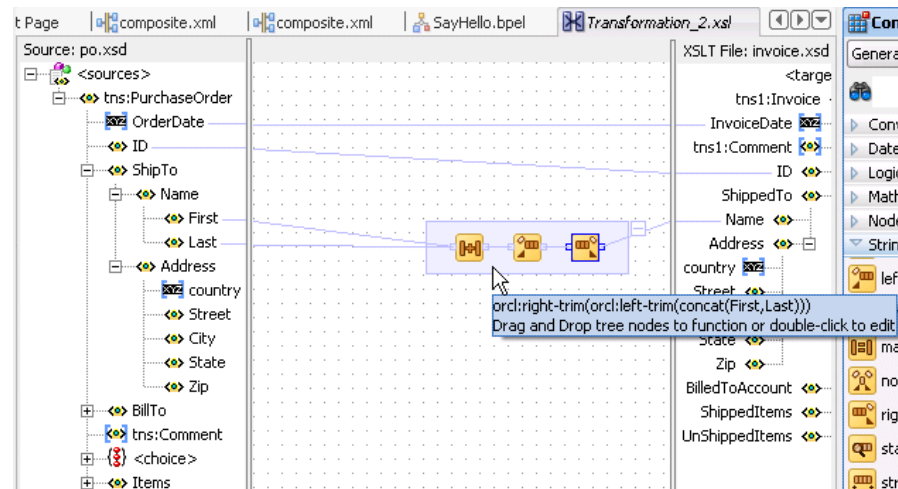 t Page
composite.xml
composite.xml
SayHello.bpel
Transformation_2.xsl
Com
Source: po.xsd
XSLT File: invoice.xsd
Genera
<sources>
<targe
tns:PurchaseOrder
tns1:Invoice
OrderDate
InvoiceDate
Conv
ID
tns1:Comment
Date
ShipTo
ID
Logic
Name
ShippedTo
Math
First
Name
Node
Last
Address
Strin
Address
country
lef
country
Street
orcl:right-trim(orcl:left-trim(concat(First,Last)))
Drag and Drop tree nodes to function or double-click to edit
Street
City
State
ma
State
Zip
no
Zip
BilledToAccount
BillTo
ShippedItems
rig
tns:Comment
UnShippedItems
<choice>
sta
Items
str